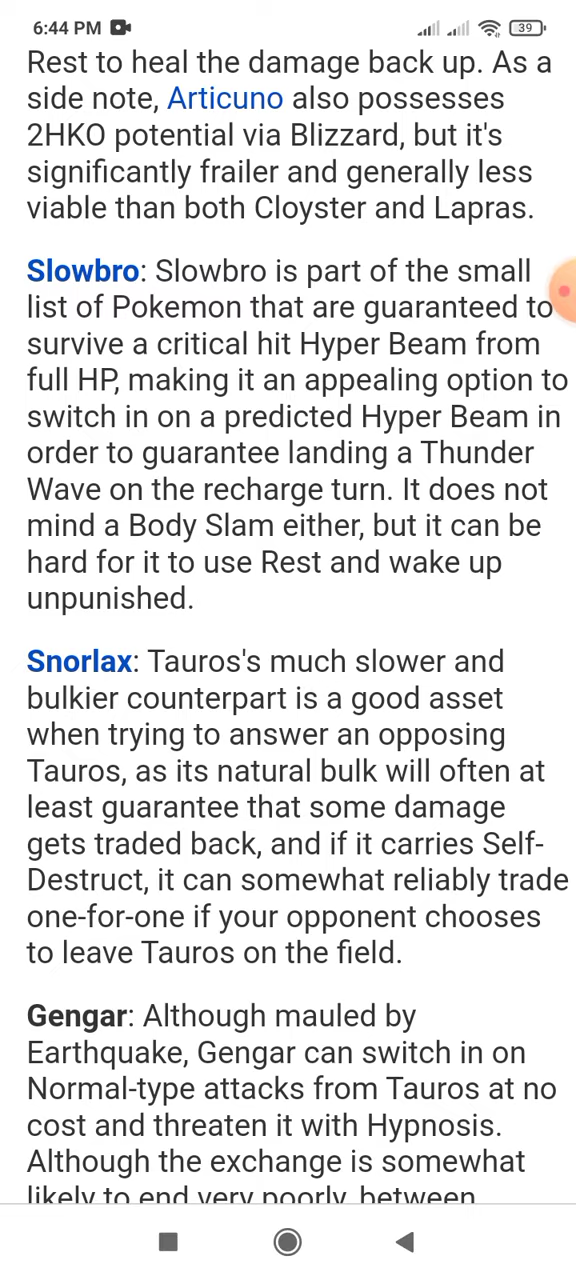 6:44 PM
39
Rest to heal the damage back up. As a
side note, Articuno also possesses
2HKO potential via Blizzard, but it's
significantly frailer and generally less
viable than both Cloyster and Lapras.
Slowbro: Slowbro is part of the small
list of Pokemon that are guaranteed to
survive a critical hit Hyper Beam from
full HP, making it an appealing option to
switch in on a predicted Hyper Beam in
order to guarantee landing a Thunder
Wave on the recharge turn. It does not
mind a Body Slam either, but it can be
hard for it to use Rest and wake up
unpunished.
Snorlax: Tauros's much slower and
bulkier counterpart is a good asset
when trying to answer an opposing
Tauros, as its natural bulk will often at
least guarantee that some damage
gets traded back, and if it carries Self-
Destruct, it can somewhat reliably trade
one-for-one if your opponent chooses
to leave Tauros on the field.
Gengar: Although mauled by
Earthquake, Gengar can switch in on
Normal-type attacks from Tauros at no
cost and threaten it with Hypnosis.
Although the exchange is somewhat
likely to end very poorly, between